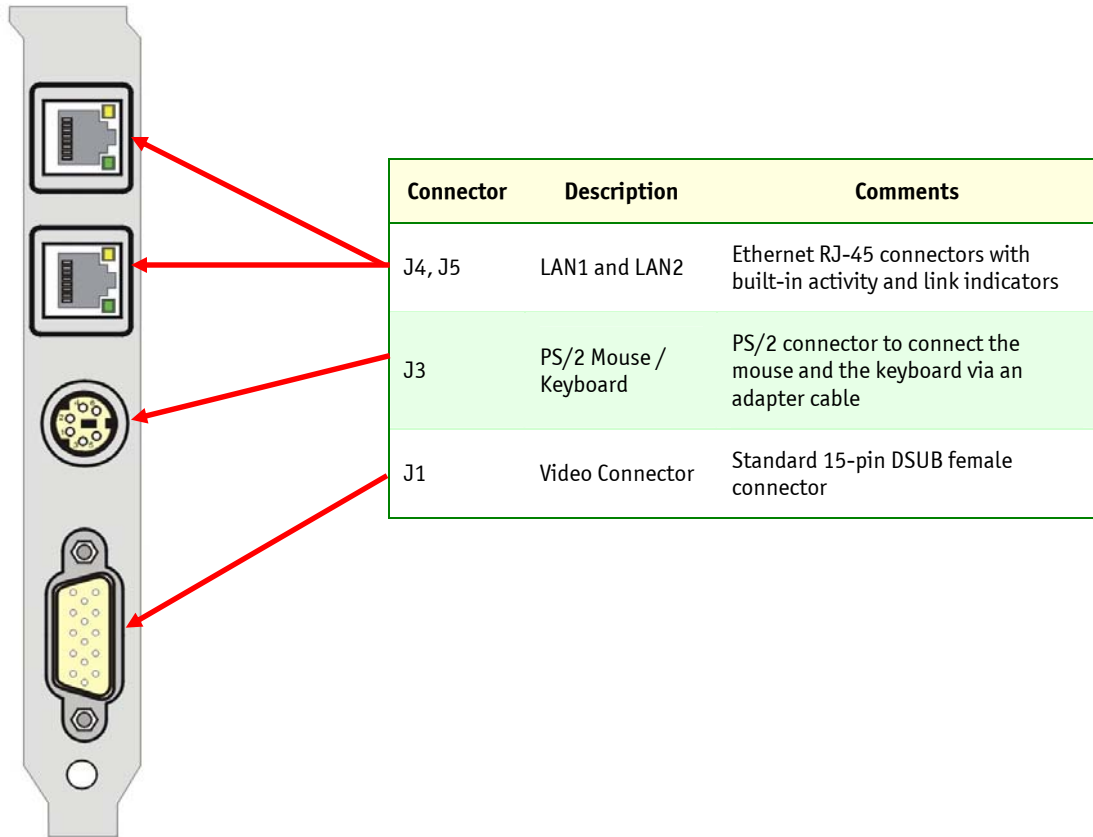 Connector Description Comments
J4, J5 LAN1 and LAN2 Ethernet RJ-45 connectors with
built-in activity and link indicators
J3 PS/2 Mouse /
Keyboard PS/2 connector to connect the
mouse and the keyboard via an
adapter cable
J1 Video Connector Standard 15-pin DSUB female
connector